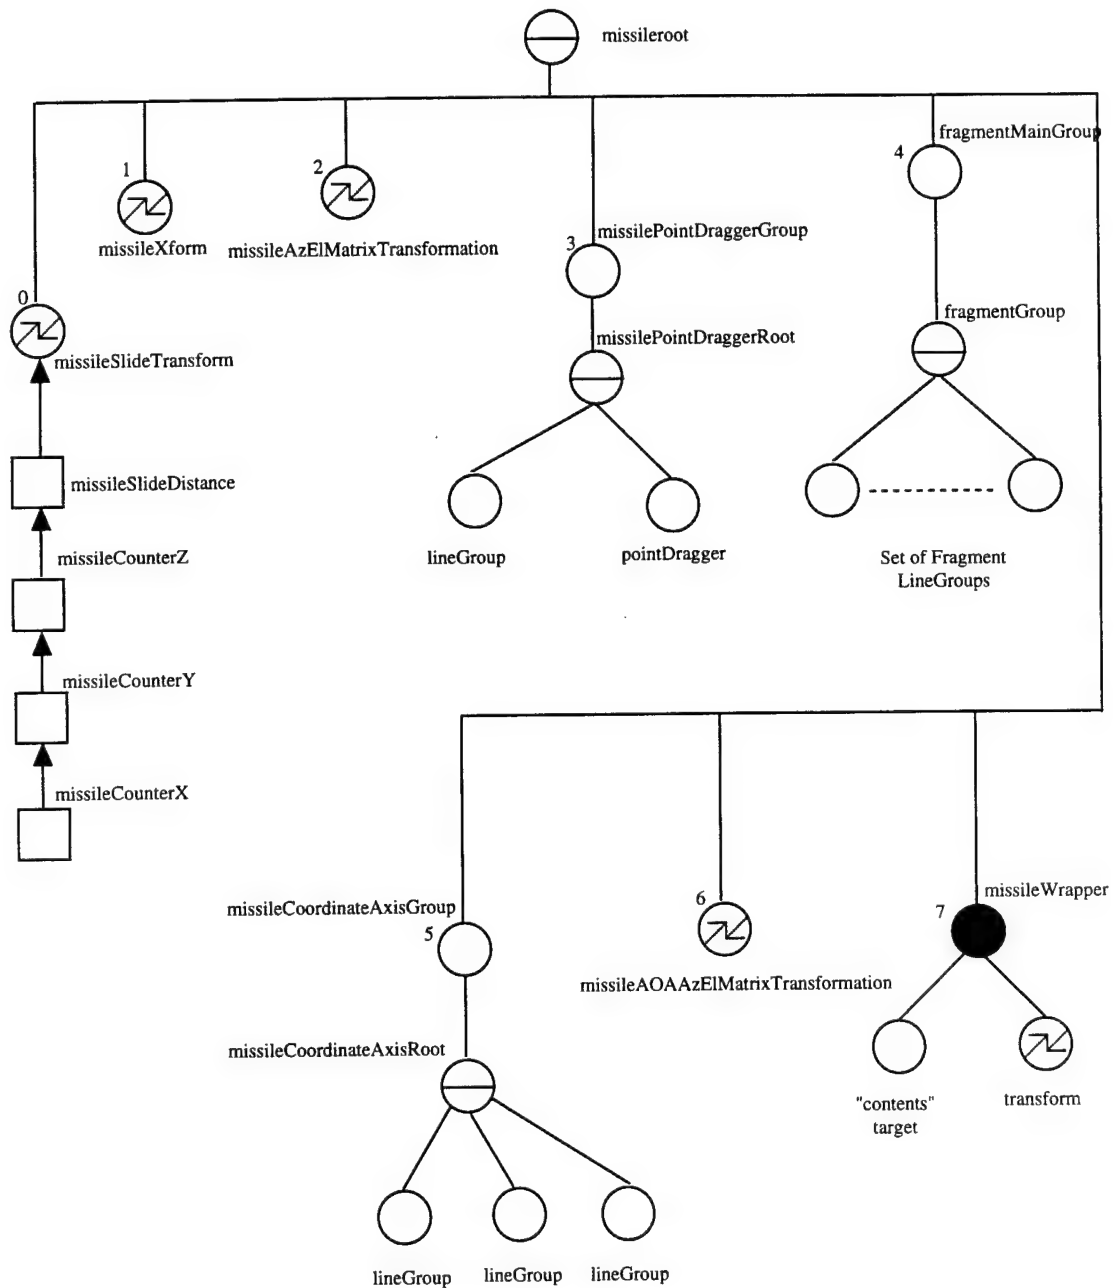 missileroot
fragmentMainGroup
4
1
2
missilePointDraggerGroup
3
missileXform
missileAzElMatrixTransformation
0
fragmentGroup
missilePointDraggerRoot
missileSlideTransform
missileSlideDistance
lineGroup
pointDragger
missileCounterZ
Set of Fragment
LineGroups
missileCounterY
missileCounterX
missileWrapper
6
7
missileCoordinateAxisGroup
5
missileAOAAzElMatrixTransformation
missileCoordinateAxisRoot
"contents"
target
transform
lineGroup
lineGroup
lineGroup